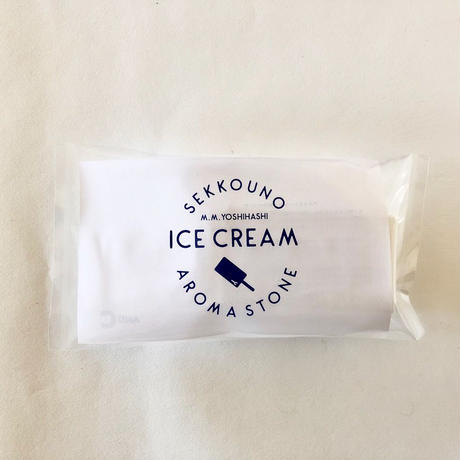 SEKKOUNO
M.M.YOSHIHASHI
ICE CREAM
AROMA STONE